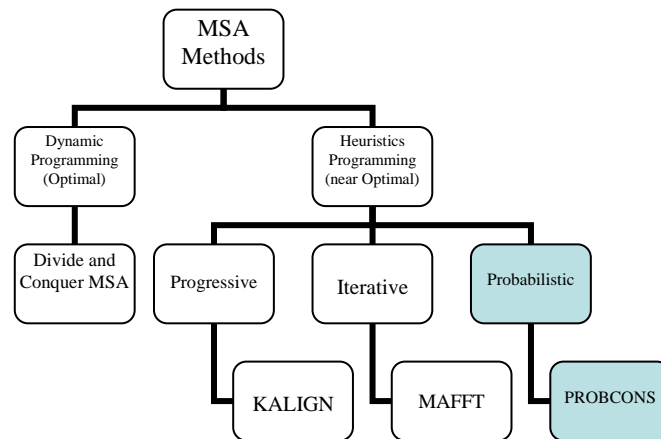 MSA
Methods
Dynamic
Programming
(Optimal)
Heuristics
Programming
(near Optimal)
Divide and
Conquer MSA
Progressive
Iterative
Probabilistic
KALIGN
MAFFT
PROBCONS